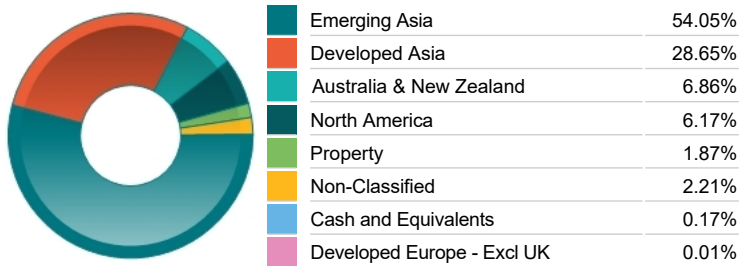 Emerging Asia 54.05%
Developed Asia 28.65%
Australia & New Zealand 6.86%
North America 6.17%
Property 1.87%
Non-Classified 2.21%
Cash and Equivalents 0.17%
Developed Europe - Excl UK 0.01%